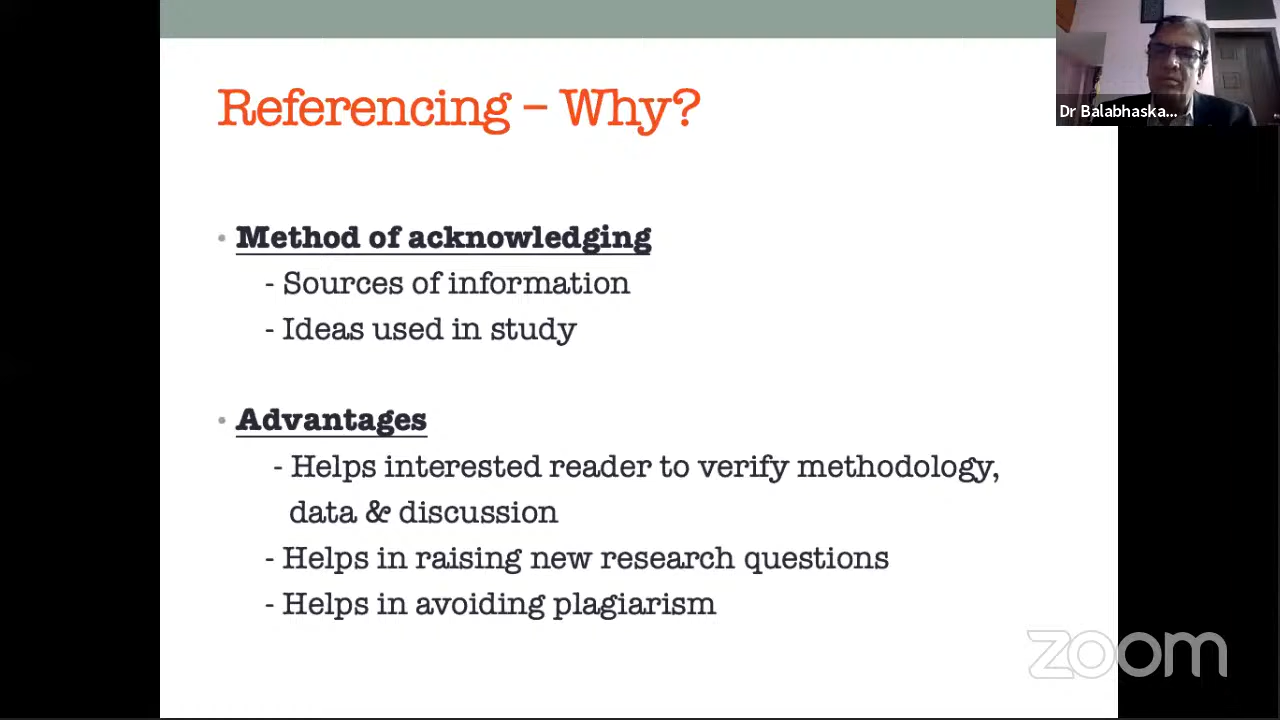 Referencing – Why?
Dr Balabhaska...
• Method of acknowledging
- Sources of information
- Ideas used in study
• Advantages
- Helps interested reader to verify methodology,
data & discussion
- Helps in raising new research questions
- Helps in avoiding plagiarism
zoom